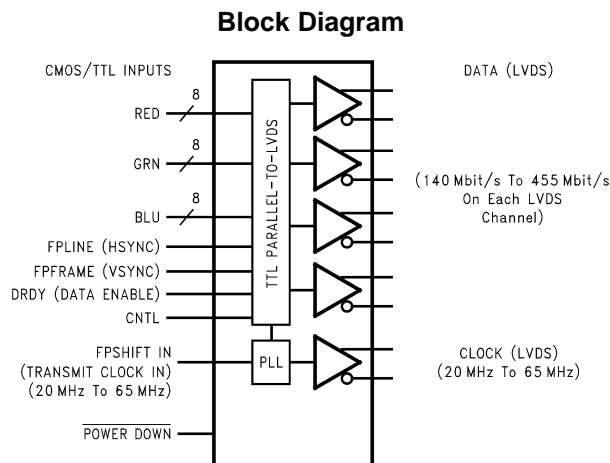 Block Diagram
CMOS/TTL INPUTS
DATA (LVDS)
RED
8
GRN
8
BLU
8
FPLINE (HSYNC)
FPFRAME (VSYNC)
DRDY (DATA ENABLE)
CNTL
FPSHIFT IN
(TRANSMIT CLOCK IN)
(20 MHz To 65 MHz)
POWER DOWN
TTL PARALLEL-TO-LVDS
PLL
(140 Mbit/s To 455 Mbit/s
On Each LVDS
Channel)
CLOCK (LVDS)
(20 MHz To 65 MHz)